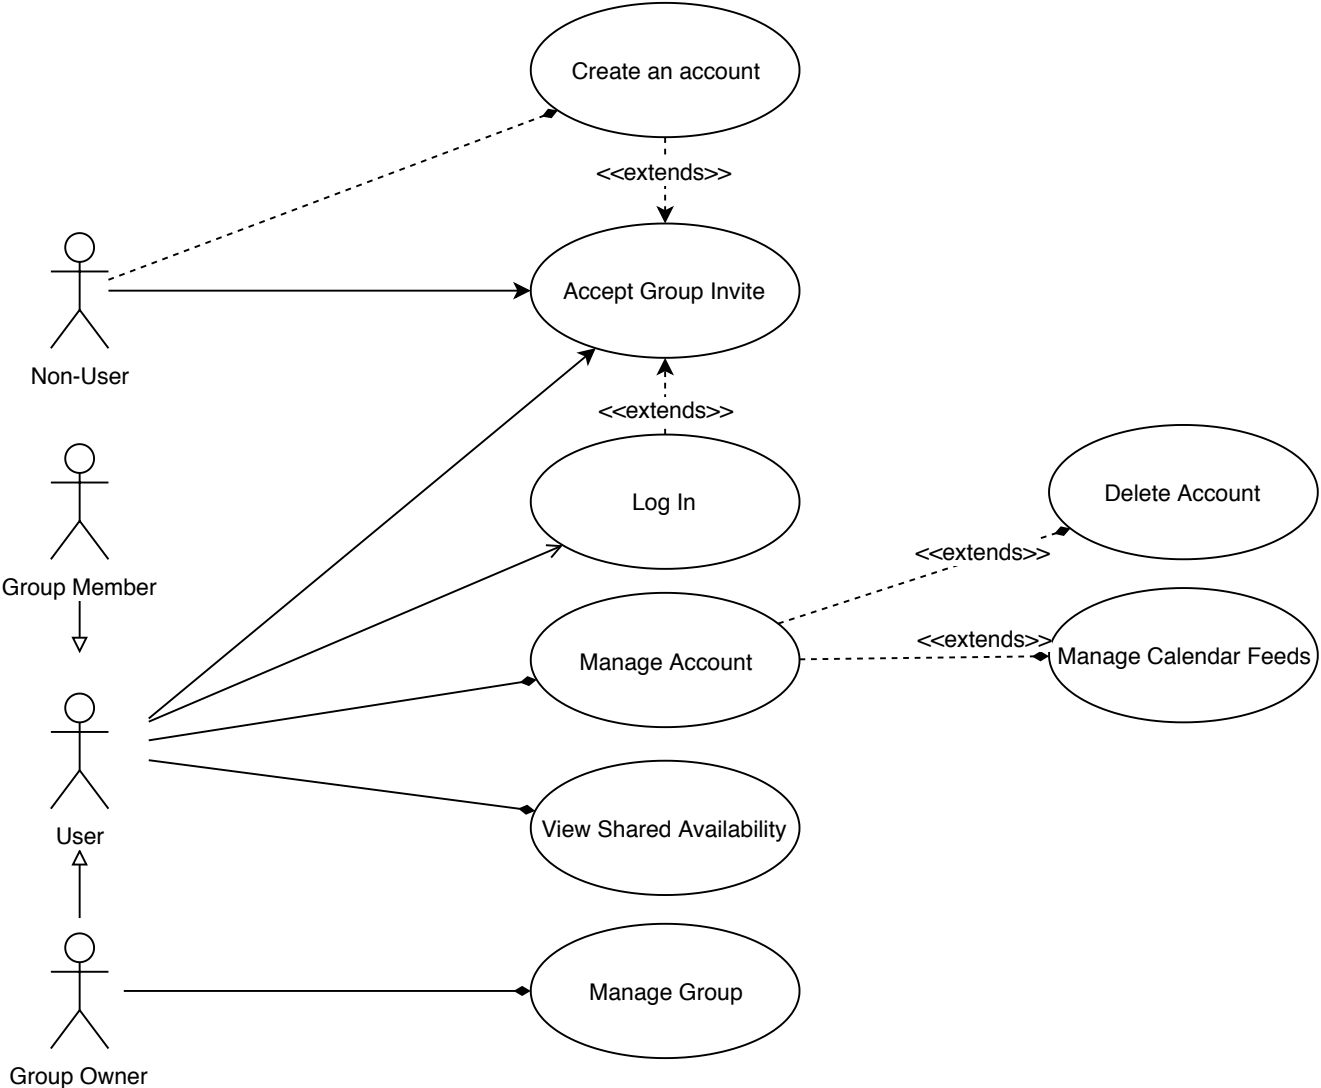 Create an account
<<extends>>
Accept Group Invite
Non-User
<<extends>>
Log In
Delete Account
<<extends>>
Group Member
<<extends>>
Manage Account
Manage Calendar Feeds
View Shared Availability
User
Manage Group
Group Owner